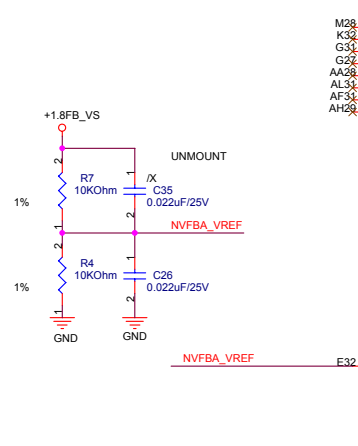 M28
K32
G31
G27
AA28
AL31
AF31
AH29
+1.8FB_VS
UNMOUNT
2
1
R7
/X
C35
10KOhm
0.022uF/25V
1%
1
2
NVFBA_VREF
2
1
R4
C26
10KOhm
0.022uF/25V
1%
1
2
GND
GND
NVFBA_VREF
E32